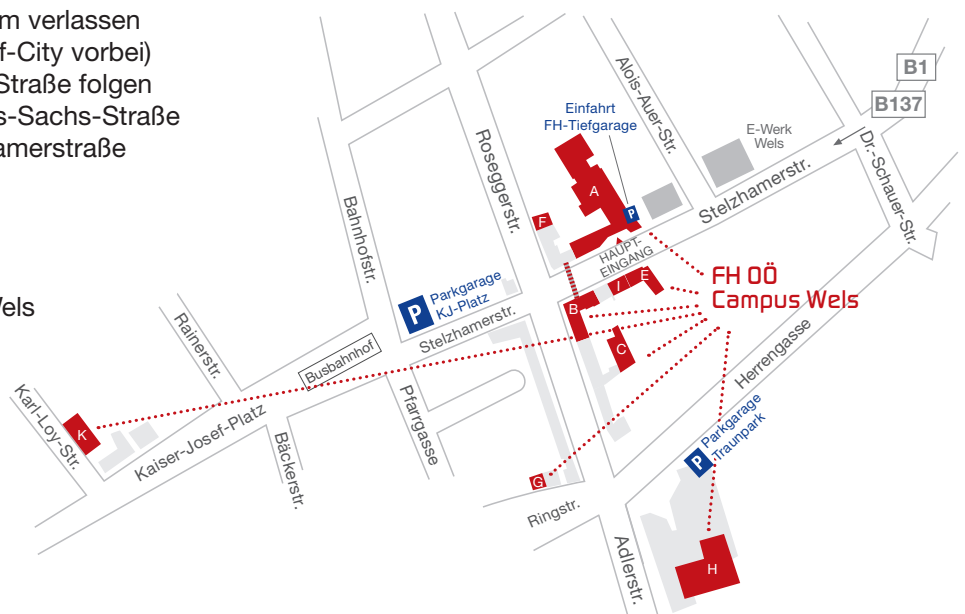 m verlassen
f-City vorbei)
Straße folgen
s-Sachs-Straße
amerstraße
els
B1
B137
Alois-Auer-Str.
Einfahrt
FH-Tiefgarage
E-Werk
Wels
Dr.-Schauer-Str.
Stelzhamerstr.
Roseggerstr.
Bahnhofstr.
A
P
F
HAUPT-
EINGANG
FH OÖ
Campus Wels
I
E
B
C
P
Parkgarage
KJ-Platz
Stelzhamerstr.
Rainerstr.
Busbahnhof
Herrengasse
Karl-Loy-Str.
K
Kaiser-Josef-Platz
Bäckerstr.
Pfarrgasse
P
Parkgarage
Traunpark
G
Ringstr.
Adlerstr.
H